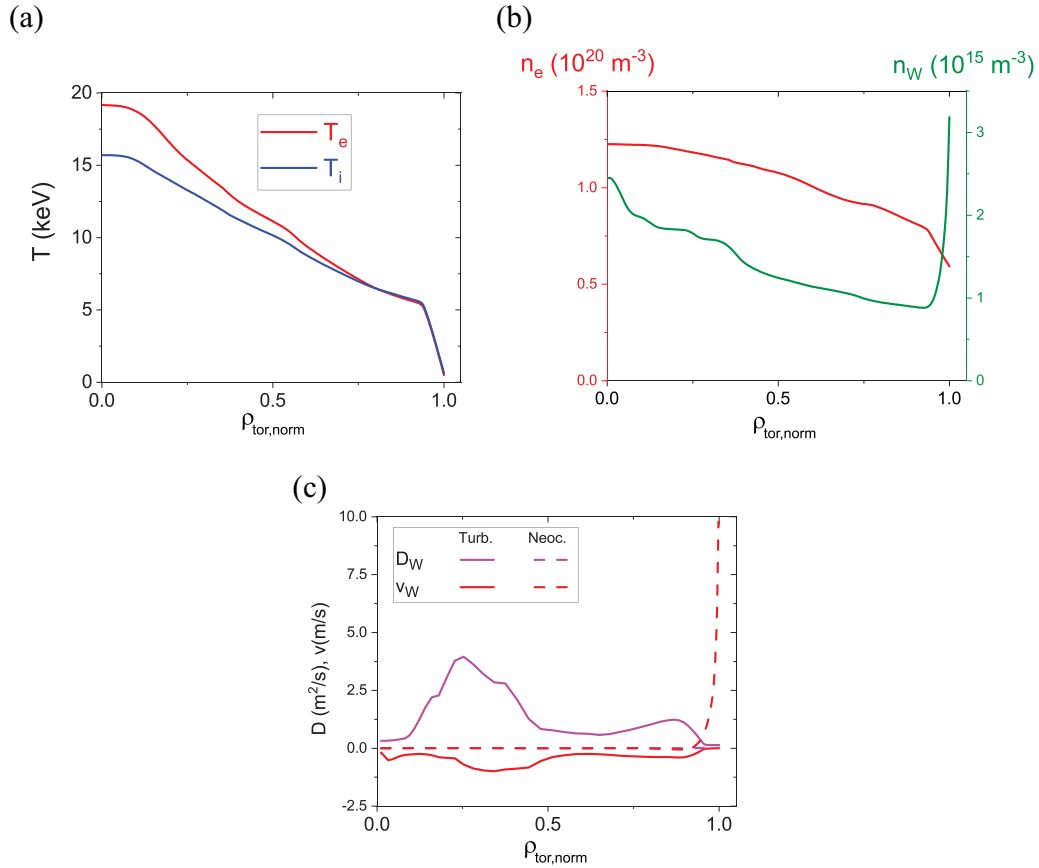 (a)
T (keV)
20
15
10
5
0
T_e
T_i
0.0
0.5
1.0
ρ_tor,norm
(b)
n_e (10^20 m^-3)
n_W (10^15 m^-3)
1.5
1.0
0.5
0.0
3
2
1
0
0.0
0.5
1.0
ρ_tor,norm
(c)
D (m^2/s), v(m/s)
10.0
7.5
5.0
2.5
0.0
-2.5
Turb. Neoc.
D_W
v_W
0.0
0.5
1.0
ρ_tor,norm